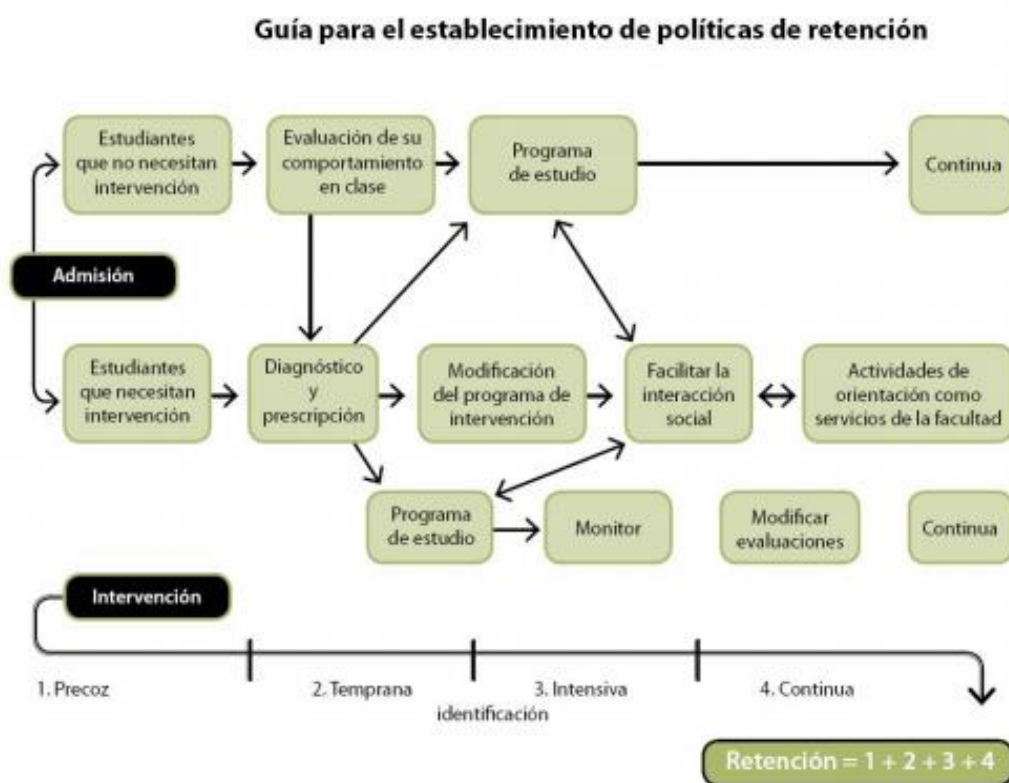 Guía para el establecimiento de políticas de retención
Estudiantes
que no necesitan
intervención
Evaluación de su
comportamiento
en clase
Programa
de estudio
Continua
Admisión
Estudiantes
que necesitan
intervención
Diagnóstico
y
prescripción
Modificación
del programa de
intervención
Facilitar la
interacción
social
Actividades de
orientación como
servicios de la facultad
Programa
de estudio
Monitor
Modificar
evaluaciones
Continua
Intervención
1. Precoz
2. Temprana
3. Intensiva
4. Continua
identificación
Retención = 1 + 2 + 3 + 4